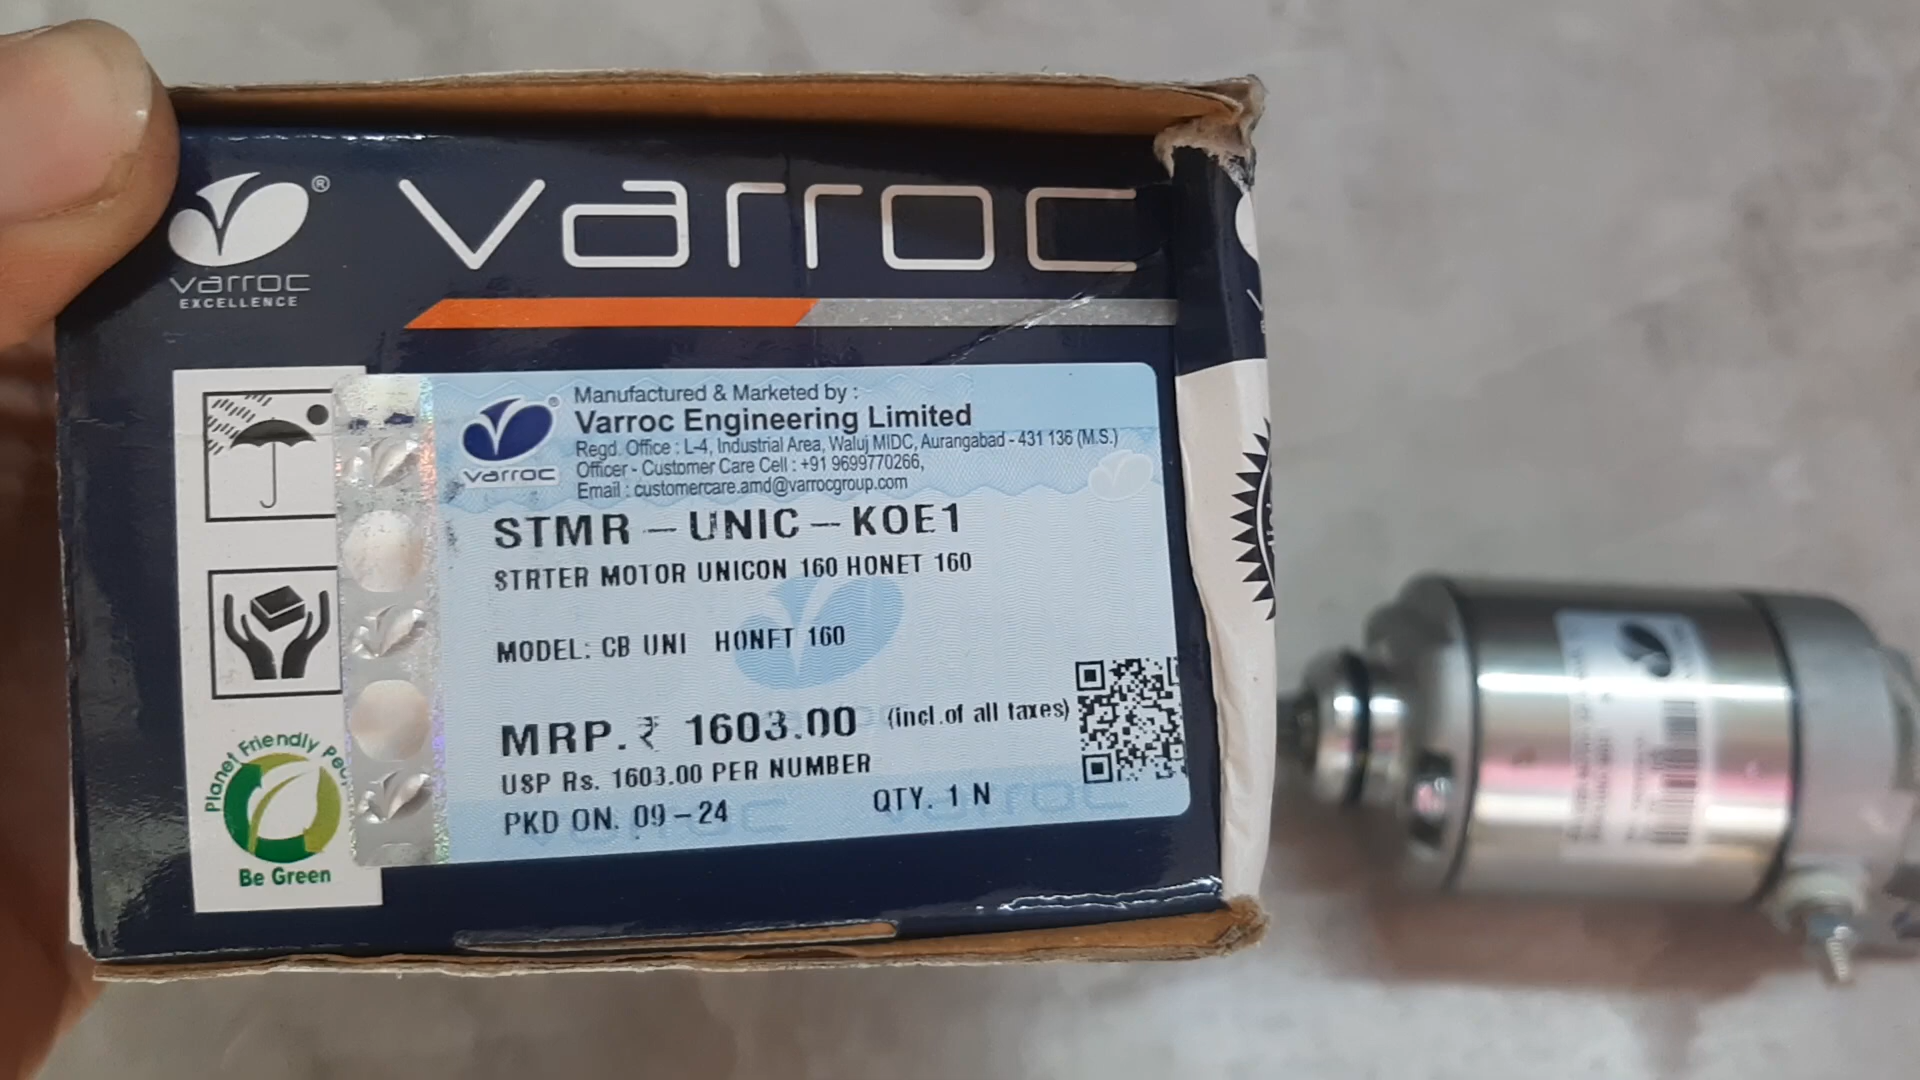 varroc
varroc
EXCELLENCE
Manufactured & Marketed by :
Varroc Engineering Limited
Regd. Office : L-4, Industrial Area, Waluj MIDC, Aurangabad - 431 136 (M.S.)
Officer - Customer Care Cell : +91 9699770266,
Email : customercare.amd@varrocgroup.com
varroc
STMR - UNIC - KOE1
STRTER MOTOR UNICON 160 HONET 160
MODEL: CB UNI HONET 160
MRP. ₹ 1603.00 (incl.of all taxes)
USP Rs. 1603.00 PER NUMBER
PKD ON. 09-24 QTY. 1 N
Planet Friendly
Be Green